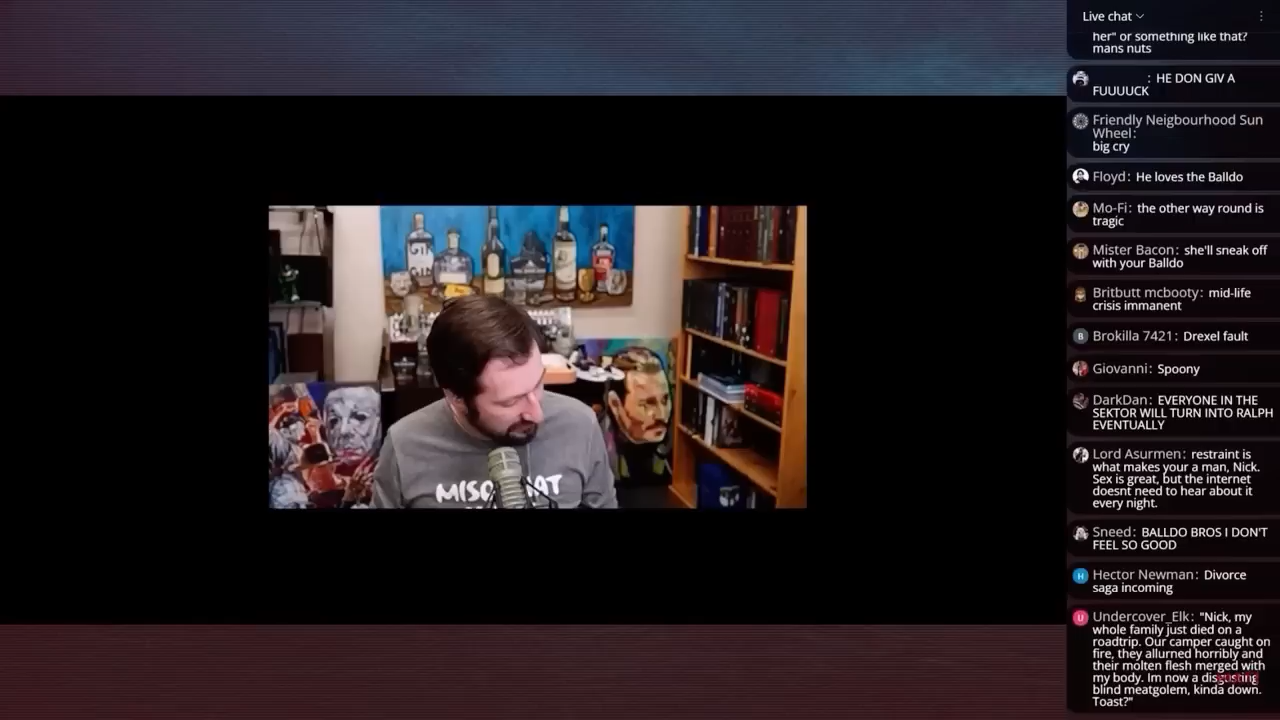 Live chat
her" or something like that?
mans nuts
: HE DON GIV A
FUUUUCK
Friendly Neigbourhood Sun
Wheel:
big cry
Floyd: He loves the Balldo
Mo-Fi: the other way round is
tragic
Mister Bacon: she'll sneak off
with your Balldo
Britbutt mcbooty: mid-life
crisis immanent
B Brokilla 7421: Drexel fault
Giovanni: Spoony
DarkDan: EVERYONE IN THE
SEKTOR WILL TURN INTO RALPH
EVENTUALLY
Lord Asurmen: restraint is
what makes your a man, Nick.
Sex is great, but the internet
doesnt need to hear about it
every night.
Sneed: BALLDO BROS I DON'T
FEEL SO GOOD
H Hector Newman: Divorce
saga incoming
U Undercover_Elk: "Nick, my
whole family just died on a
roadtrip. Our camper caught on
fire, they allurned horribly and
their molten flesh merged with
my body. Im now a disgusting
blind meatgolem, kinda down.
Toast?"
GIN
GIN